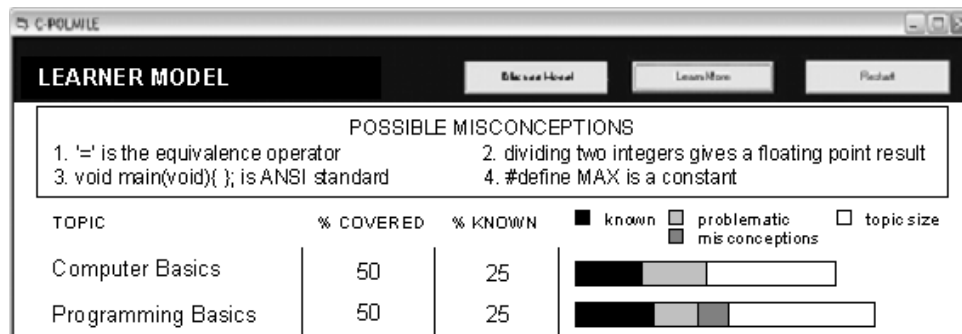 C-POLMILE
LEARNER MODEL
Discuss Model Learn More Restart
POSSIBLE MISCONCEPTIONS
1. '=' is the equivalence operator 2. dividing two integers gives a floating point result
3. void main(void){ }; is ANSI standard 4. #define MAX is a constant
TOPIC % COVERED % KNOWN known problematic topic size
misconceptions
Computer Basics 50 25
Programming Basics 50 25